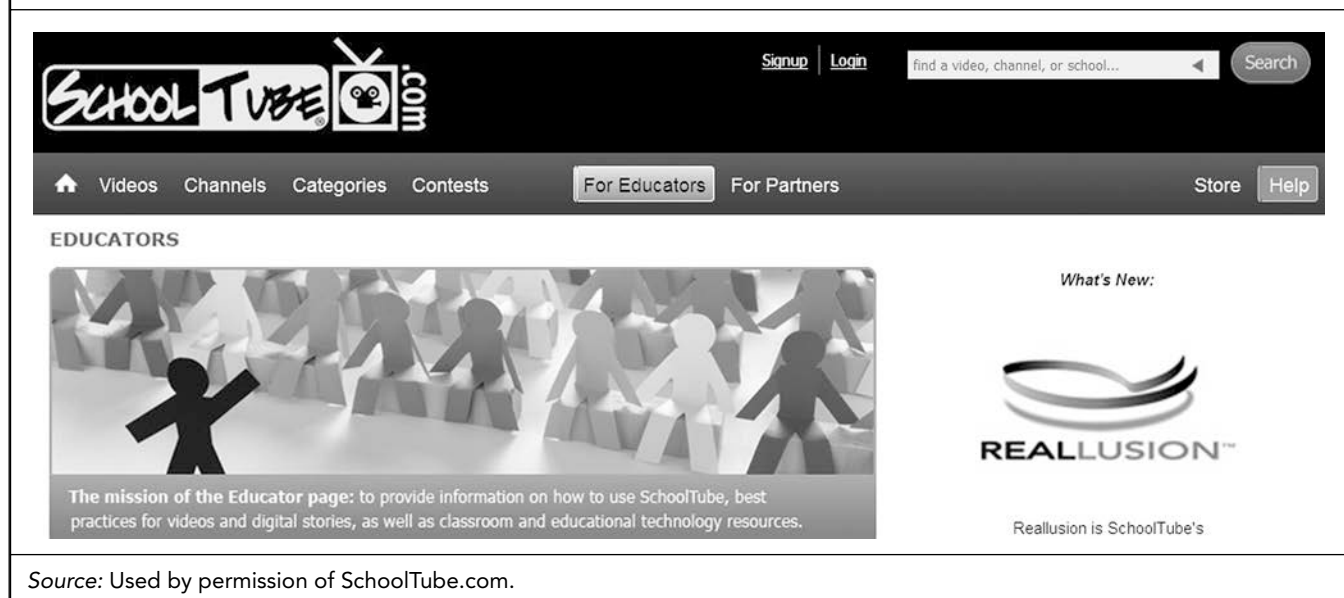 SCHOOL TUBE .com
Signup Login
find a video, channel, or school... Search
Videos Channels Categories Contests For Educators For Partners Store Help
EDUCATORS
The mission of the Educator page: to provide information on how to use SchoolTube, best
practices for videos and digital stories, as well as classroom and educational technology resources.
What's New:
REALLUSION™
Reallusion is SchoolTube's
Source: Used by permission of SchoolTube.com.